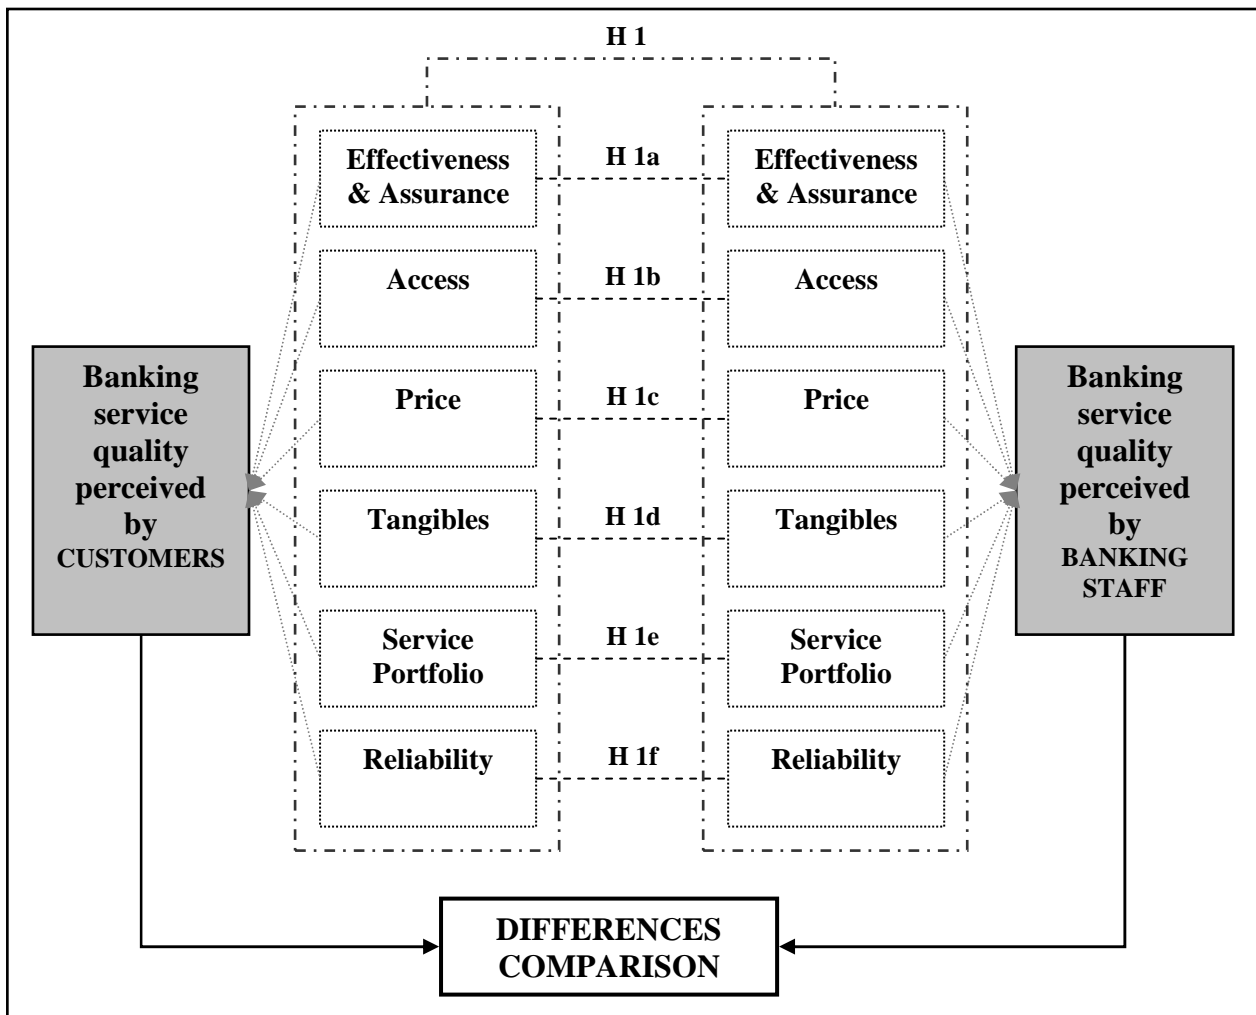 H 1
Effectiveness
& Assurance
H 1a
Effectiveness
& Assurance
Access
H 1b
Access
Price
H 1c
Price
Tangibles
H 1d
Tangibles
Service
Portfolio
H 1e
Service
Portfolio
Reliability
H 1f
Reliability
Banking
service
quality
perceived
by
CUSTOMERS
Banking
service
quality
perceived
by
BANKING
STAFF
DIFFERENCES
COMPARISON